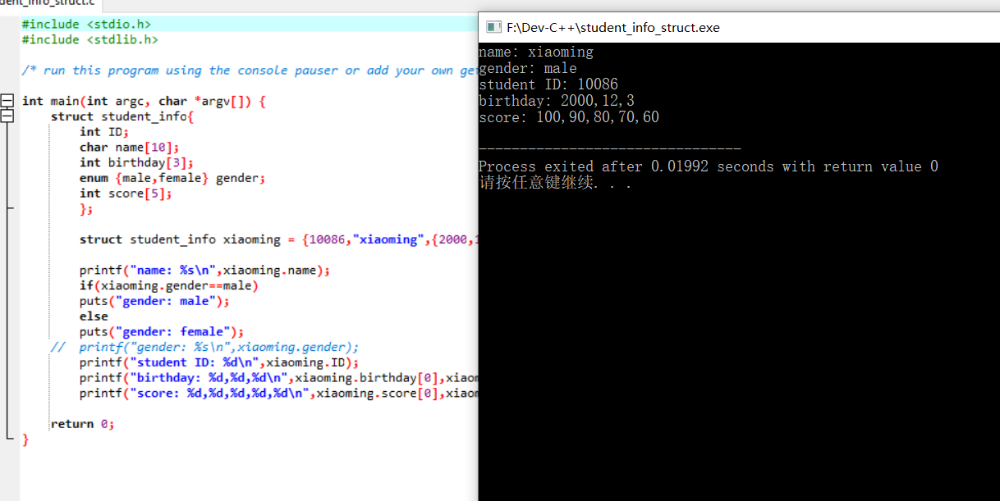 dent_info_struct.c
#include <stdio.h>
#include <stdlib.h>
/* run this program using the console pauser or add your own ge
int main(int argc, char *argv[]) {
struct student_info{
int ID;
char name[10];
int birthday[3];
enum {male,female} gender;
int score[5];
};
struct student_info xiaoming = {10086,"xiaoming",{2000,1
printf("name: %s\n",xiaoming.name);
if(xiaoming.gender==male)
puts("gender: male");
else
puts("gender: female");
// printf("gender: %s\n",xiaoming.gender);
printf("student ID: %d\n",xiaoming.ID);
printf("birthday: %d,%d,%d\n",xiaoming.birthday[0],xiaom
printf("score: %d,%d,%d,%d,%d\n",xiaoming.score[0],xiaom
return 0;
}
F:\Dev-C++\student_info_struct.exe
name: xiaoming
gender: male
student ID: 10086
birthday: 2000,12,3
score: 100,90,80,70,60
--------------------------------
Process exited after 0.01992 seconds with return value 0
请按任意键继续. . .